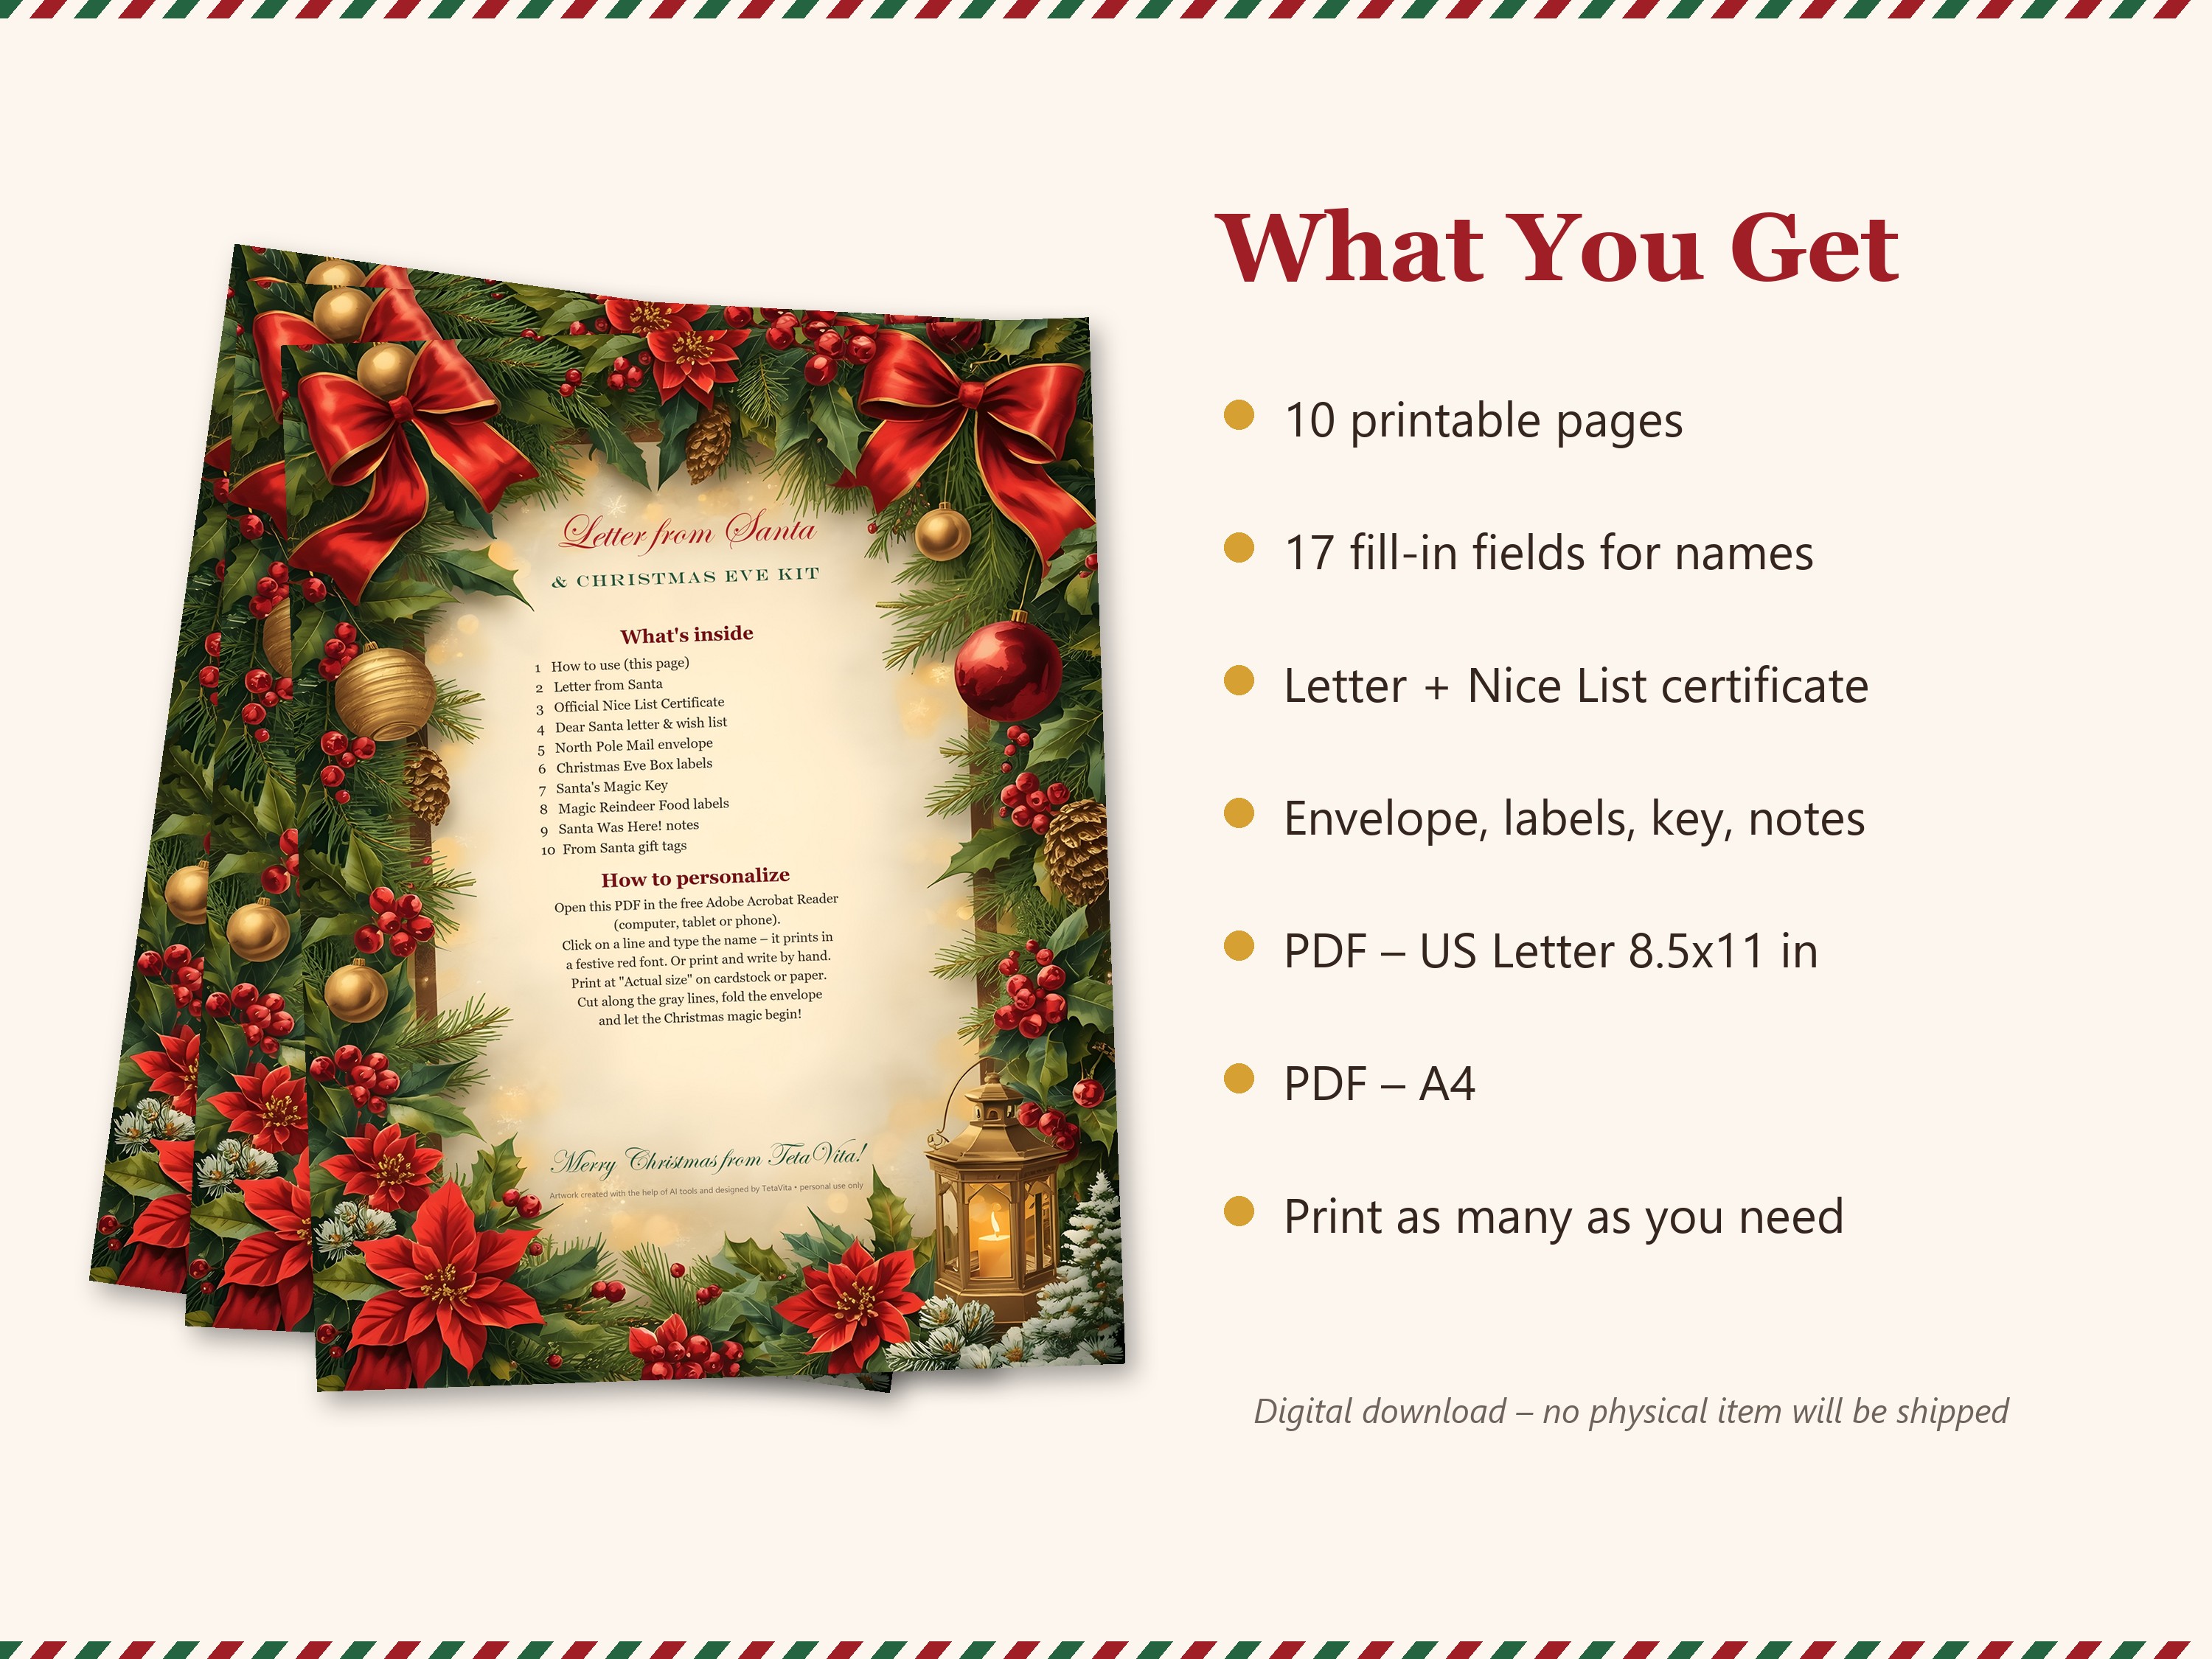 What You Get
10 printable pages
17 fill-in fields for names
Letter + Nice List certificate
Envelope, labels, key, notes
PDF – US Letter 8.5x11 in
PDF – A4
Print as many as you need
Digital download – no physical item will be shipped
Letter from Santa
& CHRISTMAS EVE KIT
What's inside
1 How to use (this page)
2 Letter from Santa
3 Official Nice List Certificate
4 Dear Santa letter & wish list
5 North Pole Mail envelope
6 Christmas Eve Box labels
7 Santa's Magic Key
8 Magic Reindeer Food labels
9 Santa Was Here! notes
10 From Santa gift tags
How to personalize
Open this PDF in the free Adobe Acrobat Reader
(computer, tablet or phone).
Click on a line and type the name – it prints in
a festive red font. Or print and write by hand.
Print at "Actual size" on cardstock or paper.
Cut along the gray lines, fold the envelope
and let the Christmas magic begin!
Merry Christmas from TetaVita!
Artwork created with the help of AI tools and designed by TetaVita • personal use only